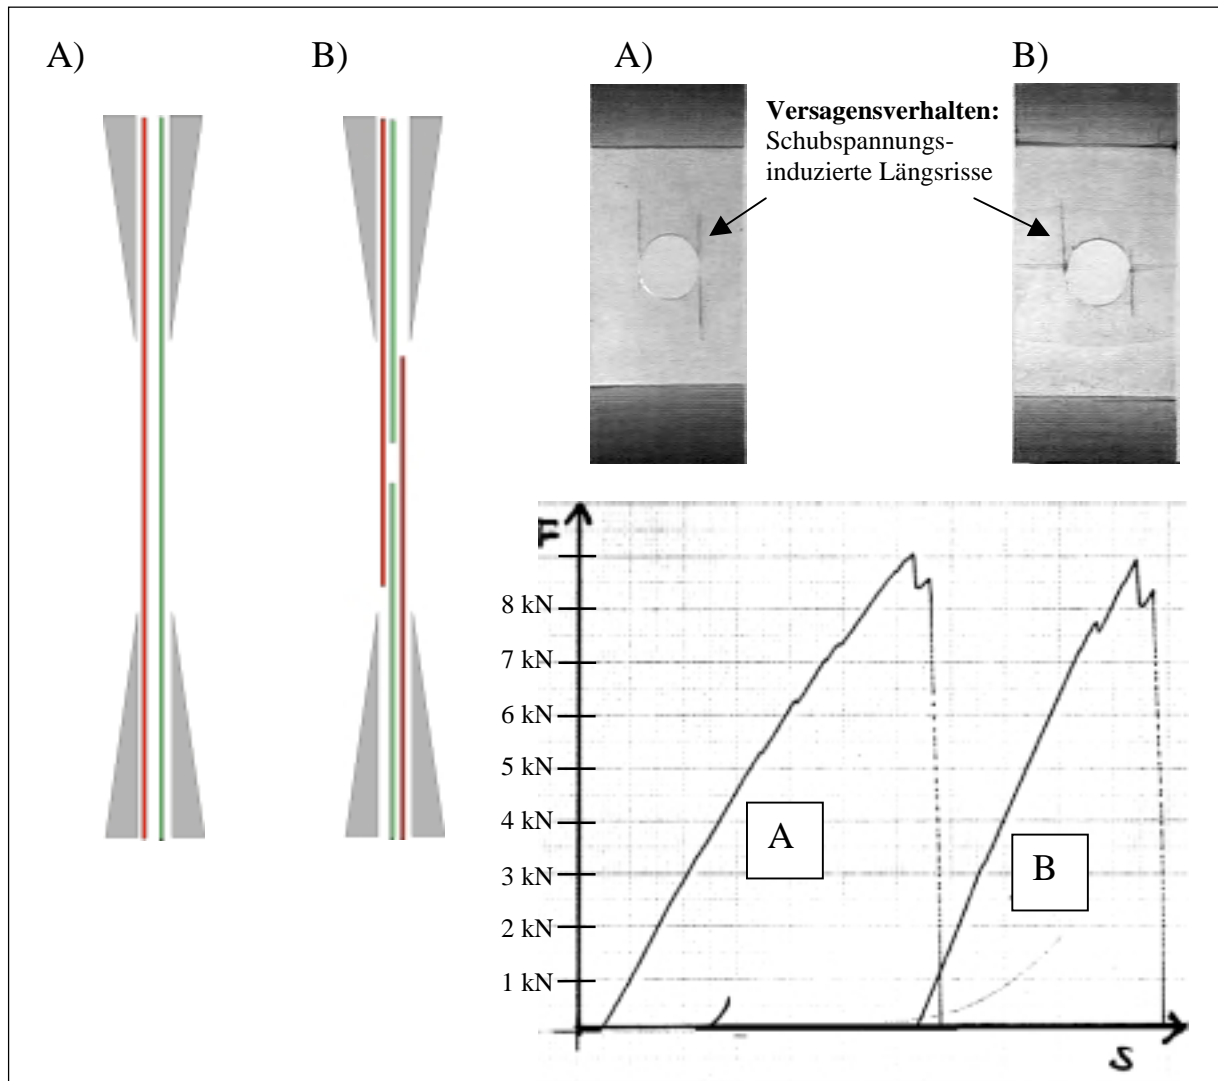 A)
B)
A)
B)
Versagensverhalten:
Schubspannungs-
induzierte Längsrisse
F
8 kN
7 kN
6 kN
5 kN
4 kN
3 kN
2 kN
1 kN
A
B
s